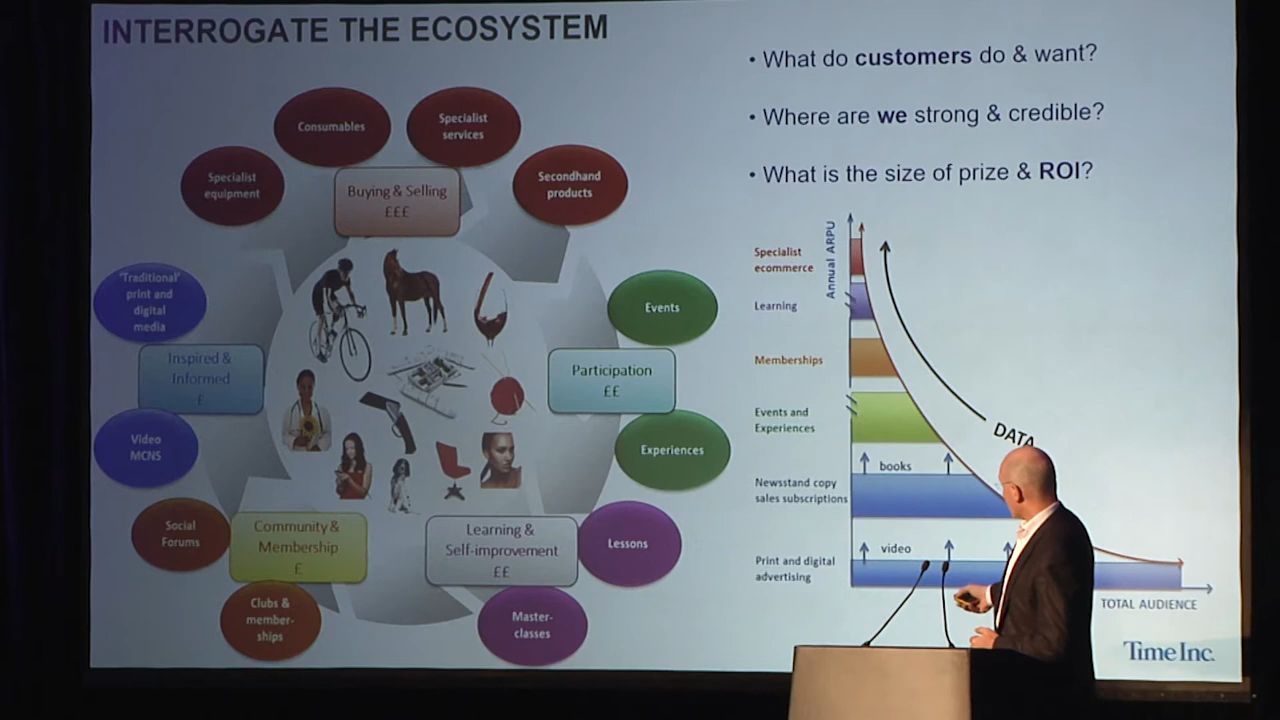 INTERROGATE THE ECOSYSTEM
• What do customers do & want?
• Where are we strong & credible?
• What is the size of prize & ROI?
Consumables
Specialist
services
Specialist
equipment
Secondhand
products
Buying & Selling
£££
'Traditional'
print and
digital
media
Inspired &
Informed
£
Video
MCNS
Events
Participation
££
Experiences
Social
Forums
Community &
Membership
£
Clubs &
member-
ships
Learning &
Self-improvement
££
Lessons
Master-
classes
Annual ARPU
Specialist
ecommerce
Learning
Memberships
Events and
Experiences
DATA
books
Newsstand copy
sales subscriptions
video
Print and digital
advertising
TOTAL AUDIENCE
Time Inc.